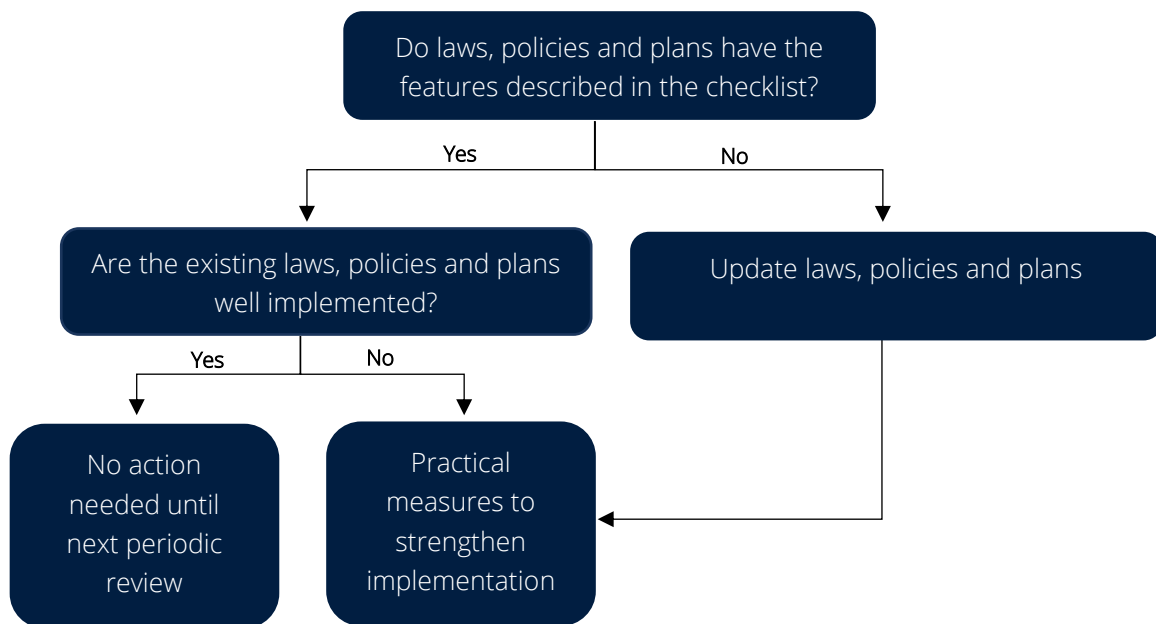 Do laws, policies and plans have the
features described in the checklist?
Yes
No
Are the existing laws, policies and plans
well implemented?
Update laws, policies and plans
Yes
No
No action
needed until
next periodic
review
Practical
measures to
strengthen
implementation